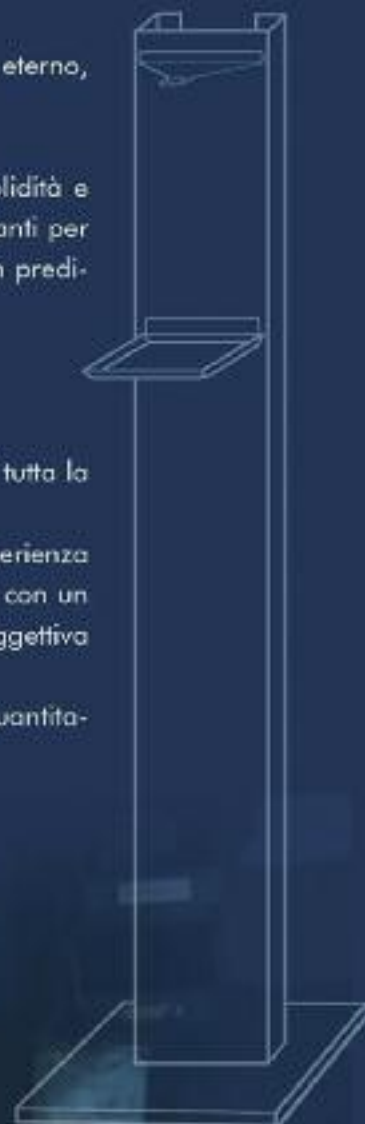 eterno,
lidità e
anti per
n predi-
tutta la
erienza
con un
ggettiva
uantita-